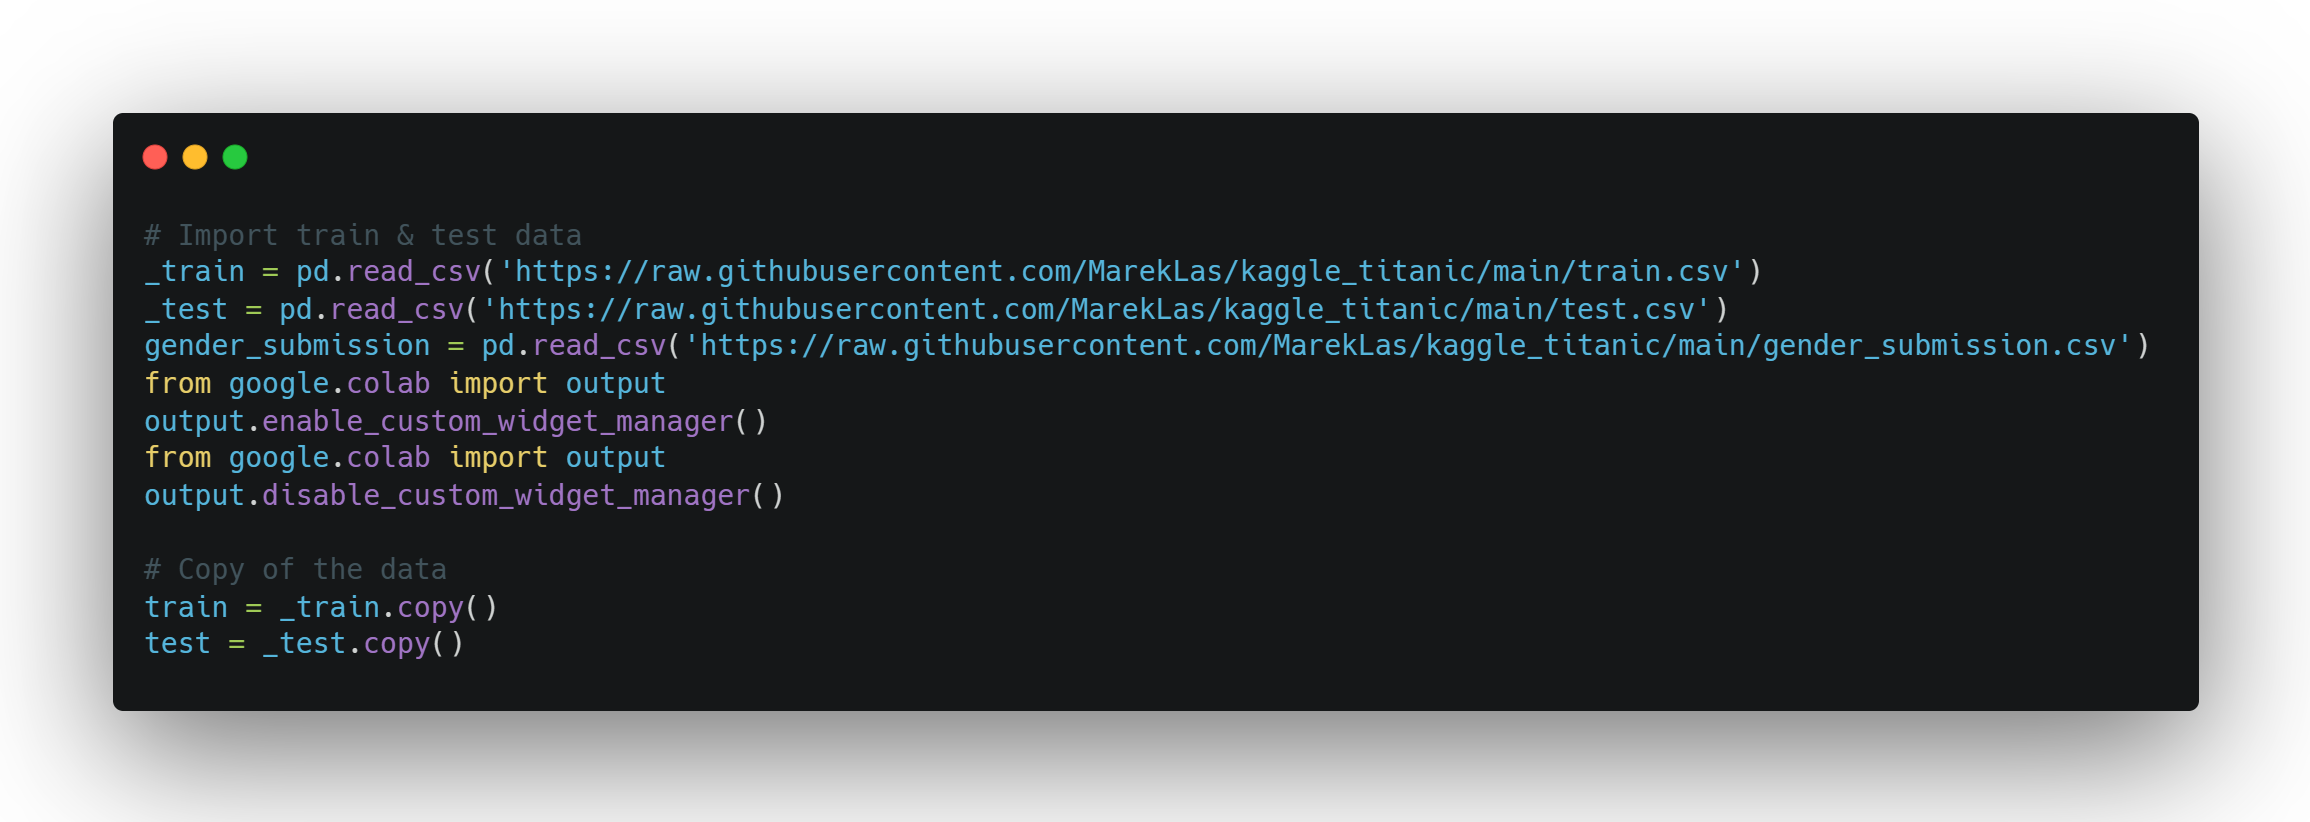 # Import train & test data
_train = pd.read_csv('https://raw.githubusercontent.com/MarekLas/kaggle_titanic/main/train.csv')
_test = pd.read_csv('https://raw.githubusercontent.com/MarekLas/kaggle_titanic/main/test.csv')
gender_submission = pd.read_csv('https://raw.githubusercontent.com/MarekLas/kaggle_titanic/main/gender_submission.csv')
from google.colab import output
output.enable_custom_widget_manager()
from google.colab import output
output.disable_custom_widget_manager()

# Copy of the data
train = _train.copy()
test = _test.copy()